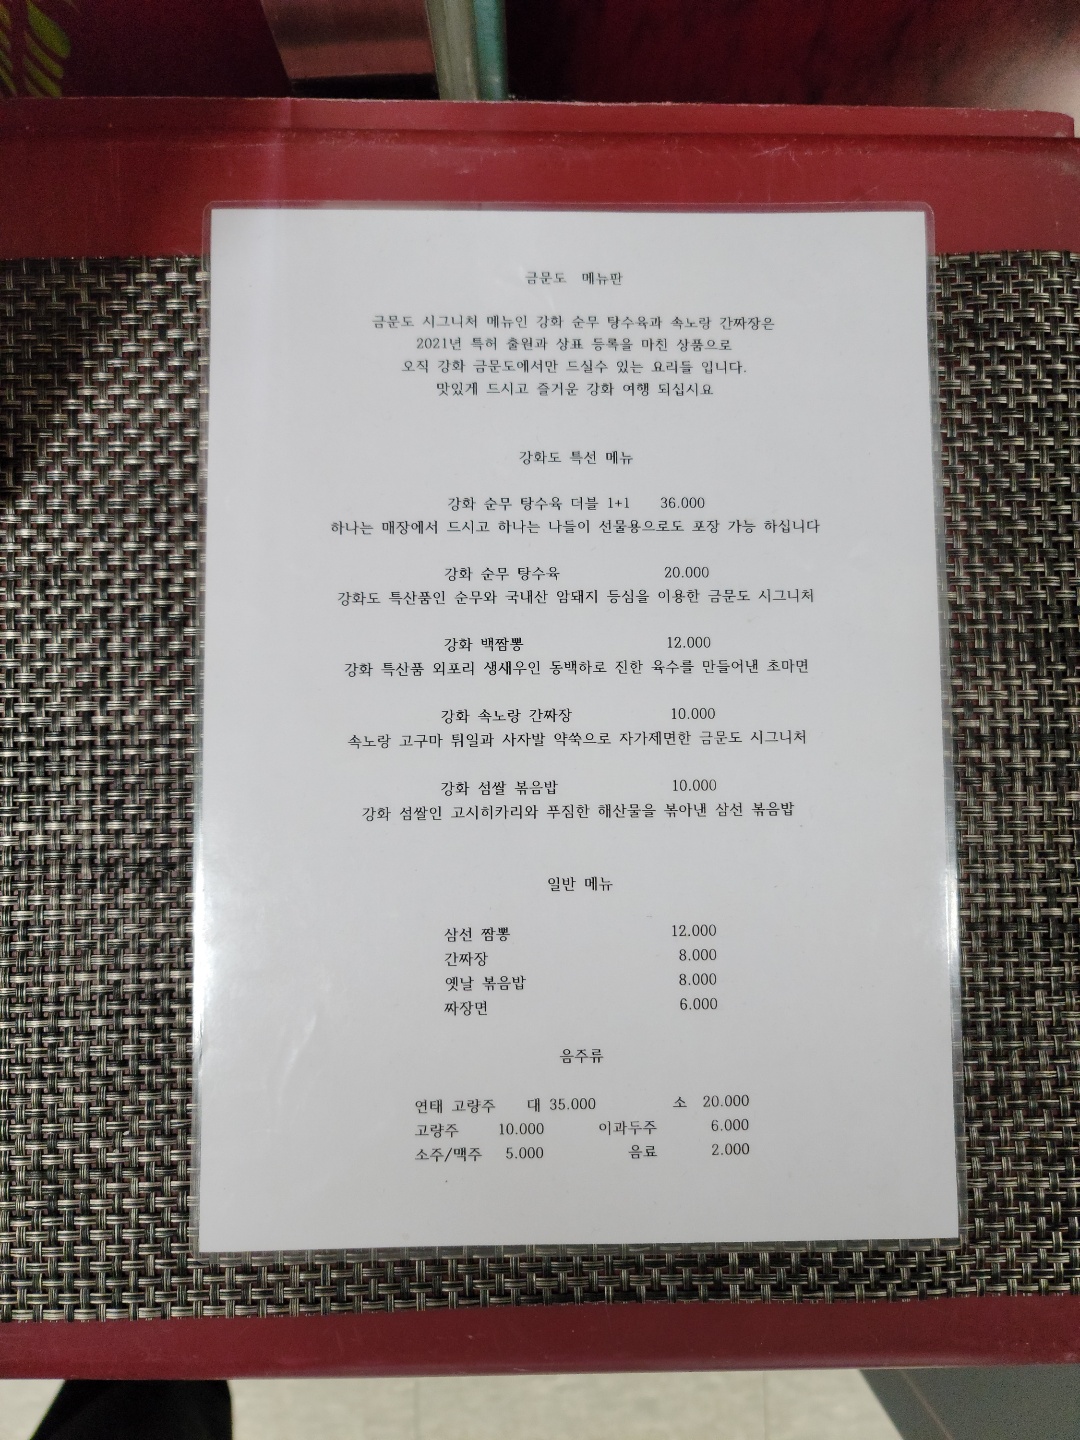 금문도 메뉴판
금문도 시그니처 메뉴인 강화 순무 탕수육과 속노랑 간짜장은
2021년 특허 출원과 상표 등록을 마친 상품으로
오직 강화 금문도에서만 드실수 있는 요리들 입니다.
맛있게 드시고 즐거운 강화 여행 되십시요
강화도 특선 메뉴
강화 순무 탕수육 더블 1+1 36.000
하나는 매장에서 드시고 하나는 나들이 선물용으로도 포장 가능 하십니다
강화 순무 탕수육 20.000
강화도 특산품인 순무와 국내산 암돼지 등심을 이용한 금문도 시그니처
강화 백짬뽕 12.000
강화 특산품 외포리 생새우인 동백하로 진한 육수를 만들어낸 초마면
강화 속노랑 간짜장 10.000
속노랑 고구마 튀일과 사자발 약쑥으로 자가제면한 금문도 시그니처
강화 섬쌀 볶음밥 10.000
강화 섬쌀인 고시히카리와 푸짐한 해산물을 볶아낸 삼선 볶음밥
일반 메뉴
삼선 짬뽕 12.000
간짜장 8.000
옛날 볶음밥 8.000
짜장면 6.000
음주류
연태 고량주 대 35.000 소 20.000
고량주 10.000 이과두주 6.000
소주/맥주 5.000 음료 2.000